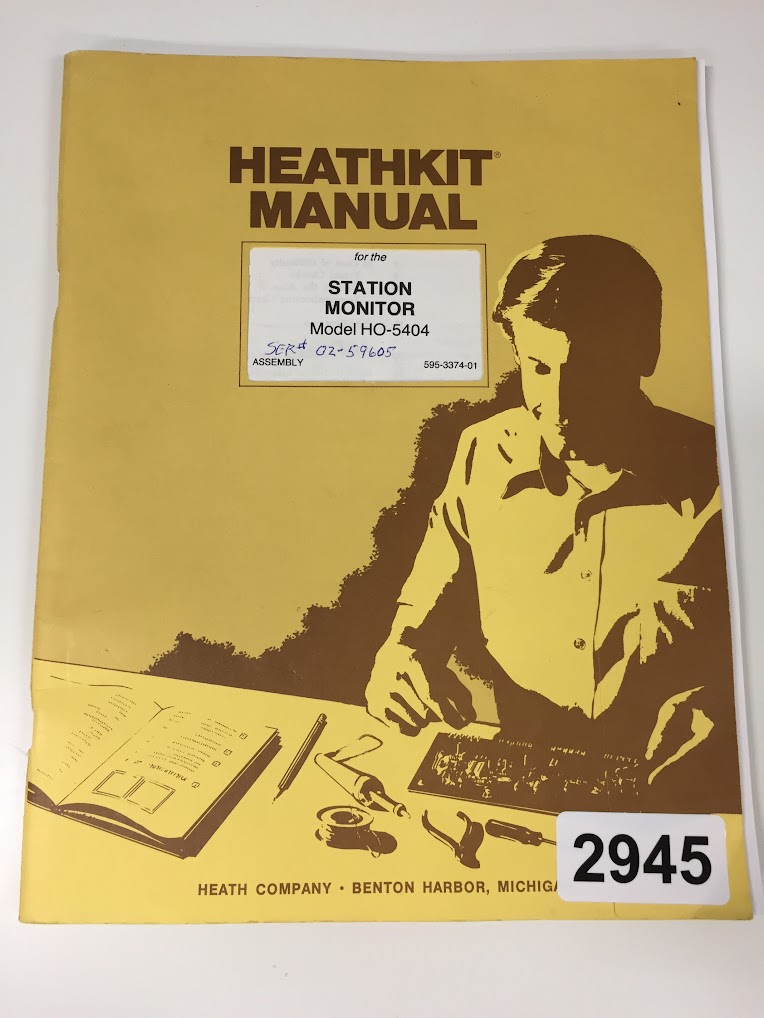 HEATHKIT®
MANUAL
for the
STATION
MONITOR
Model HO-5404
SER# 02-59605
ASSEMBLY 595-3374-01
2945
HEATH COMPANY • BENTON HARBOR,